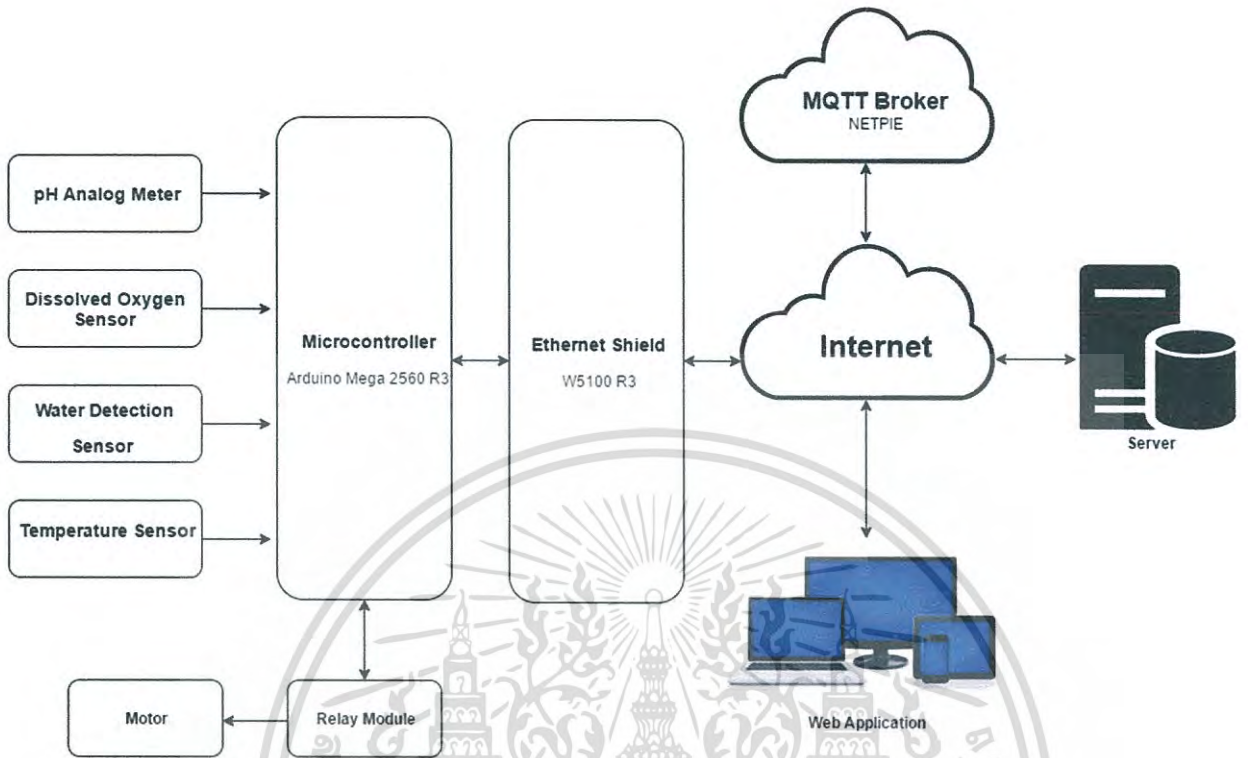 MQTT Broker
NETPIE
pH Analog Meter
Dissolved Oxygen
Sensor
Water Detection
Sensor
Temperature Sensor
Microcontroller
Arduino Mega 2560 R3
Ethernet Shield
W5100 R3
Internet
Server
Web Application
Motor
Relay Module